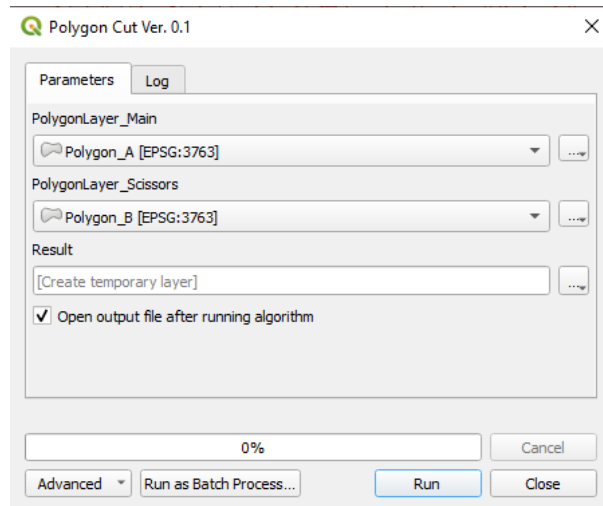 Polygon Cut Ver. 0.1
Parameters Log
PolygonLayer_Main
Polygon_A [EPSG:3763]
...
PolygonLayer_Scissors
Polygon_B [EPSG:3763]
...
Result
[Create temporary layer]
...
Open output file after running algorithm
0% Cancel
Advanced Run as Batch Process... Run Close